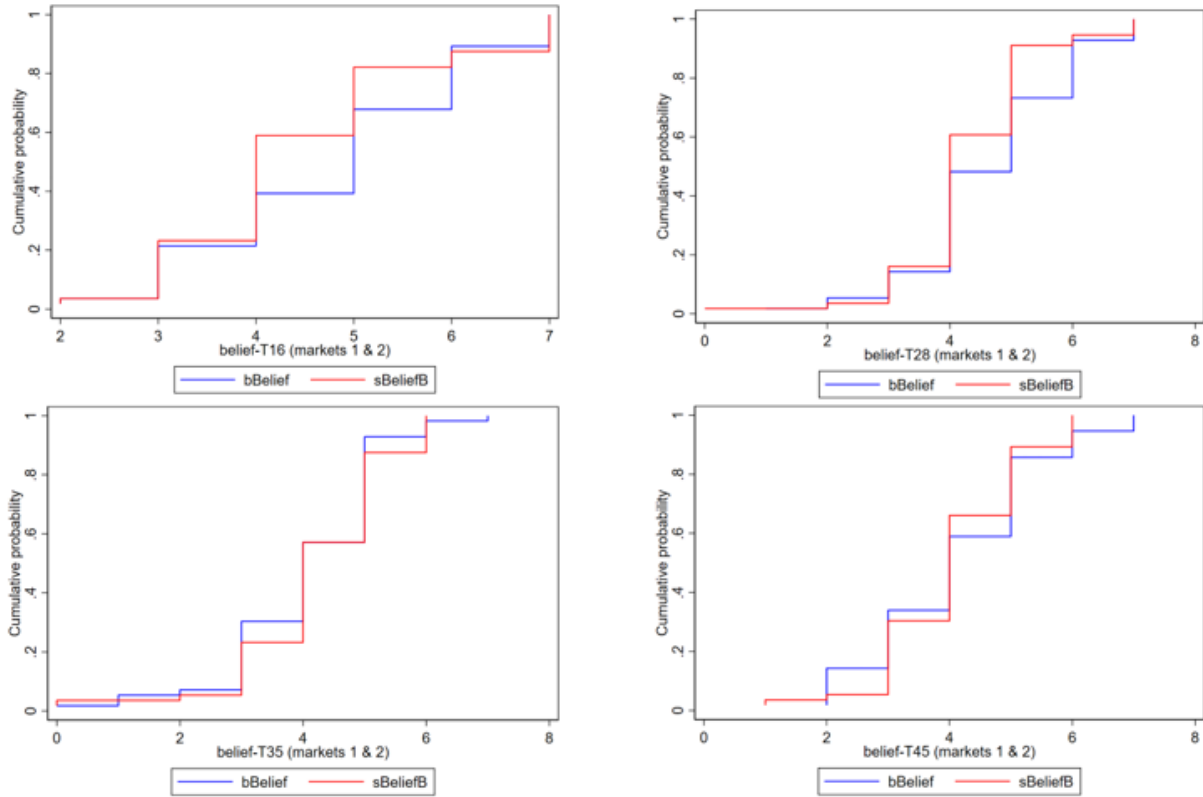 Cumulative probability
1
.8
.6
.4
.2
0
2 3 4 5 6 7
belief-T16 (markets 1 & 2)
bBelief sBeliefB
Cumulative probability
1
.8
.6
.4
.2
0
0 2 4 6 8
belief-T28 (markets 1 & 2)
bBelief sBeliefB
Cumulative probability
1
.8
.6
.4
.2
0
0 2 4 6 8
belief-T35 (markets 1 & 2)
bBelief sBeliefB
Cumulative probability
1
.8
.6
.4
.2
0
0 2 4 6 8
belief-T45 (markets 1 & 2)
bBelief sBeliefB